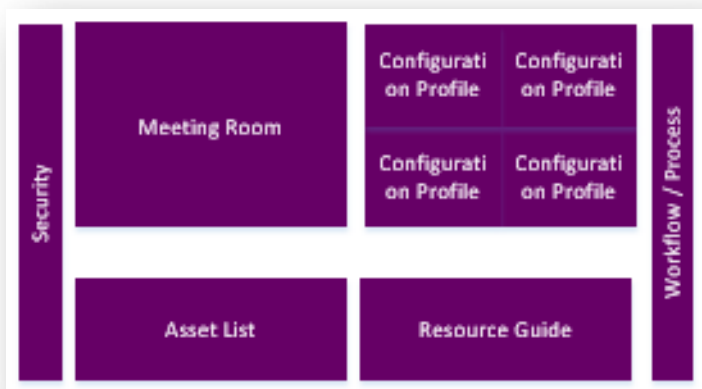 Security
Meeting Room
Configurati
on Profile
Configurati
on Profile
Configurati
on Profile
Configurati
on Profile
Workflow / Process
Asset List
Resource Guide